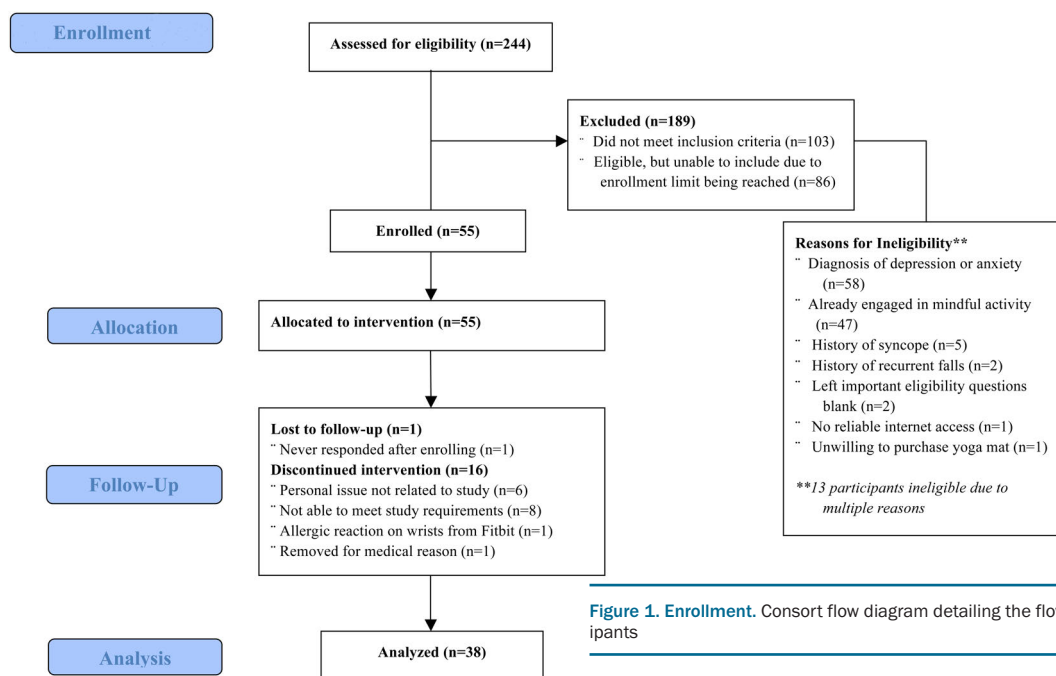 Enrollment
Assessed for eligibility (n=244)
Excluded (n=189)
¨ Did not meet inclusion criteria (n=103)
¨ Eligible, but unable to include due to
enrollment limit being reached (n=86)
Enrolled (n=55)
Reasons for Ineligibility**
¨ Diagnosis of depression or anxiety
(n=58)
¨ Already engaged in mindful activity
(n=47)
¨ History of syncope (n=5)
¨ History of recurrent falls (n=2)
¨ Left important eligibility questions
blank (n=2)
¨ No reliable internet access (n=1)
¨ Unwilling to purchase yoga mat (n=1)
**13 participants ineligible due to
multiple reasons
Allocation
Allocated to intervention (n=55)
Follow-Up
Lost to follow-up (n=1)
¨ Never responded after enrolling (n=1)
Discontinued intervention (n=16)
¨ Personal issue not related to study (n=6)
¨ Not able to meet study requirements (n=8)
¨ Allergic reaction on wrists from Fitbit (n=1)
¨ Removed for medical reason (n=1)
Analysis
Analyzed (n=38)
Figure 1. Enrollment. Consort flow diagram detailing the flo
ipants